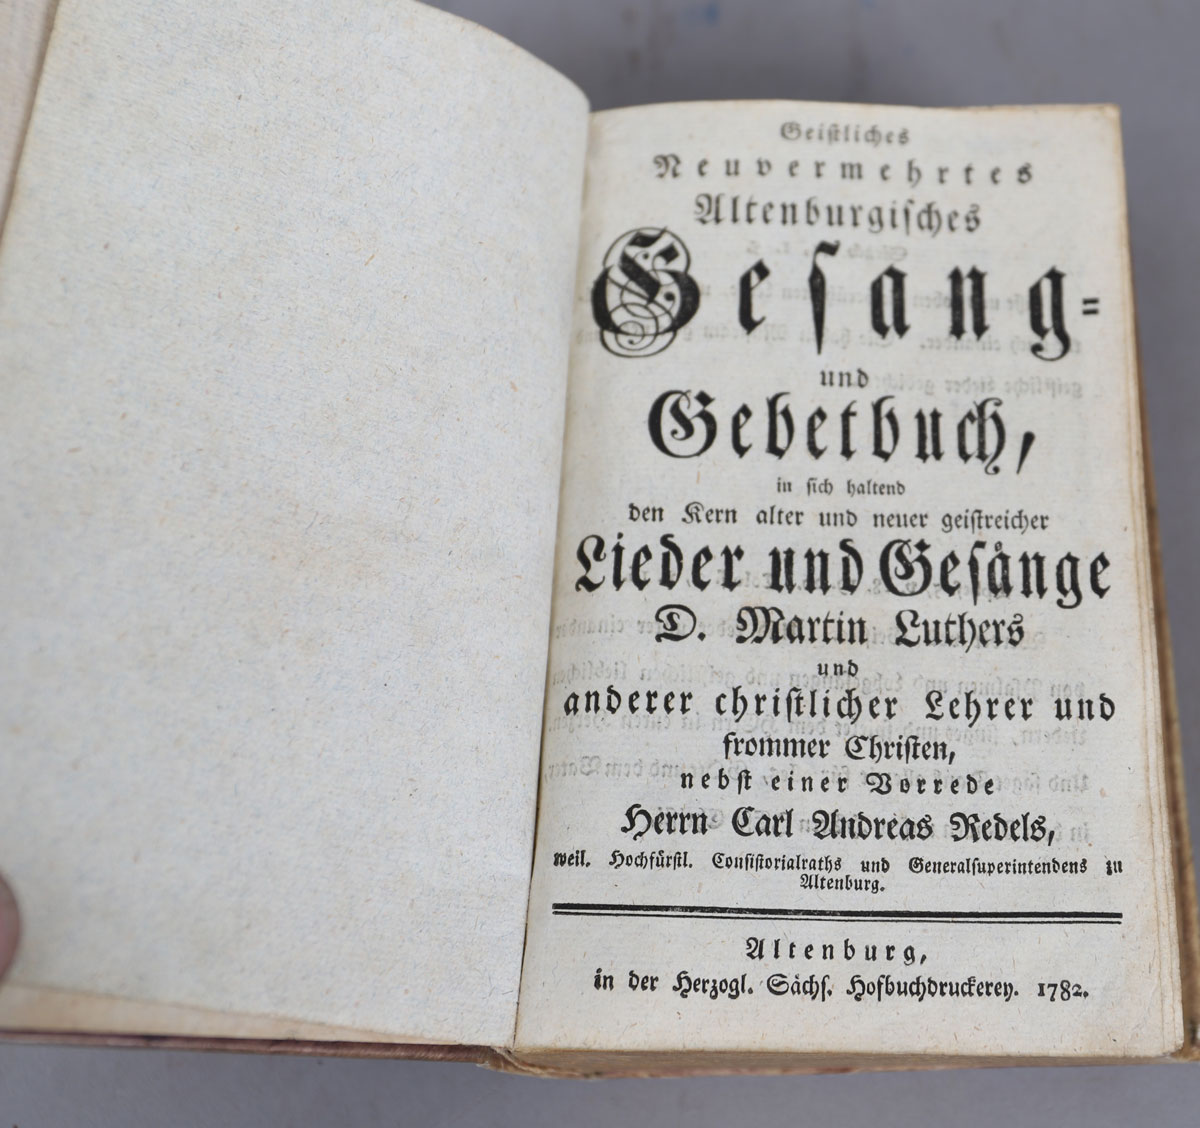 Geistliches
Neuvermehrtes
Altenburgisches
Gesang=
und
Gebetbuch,
in sich haltend
den Kern alter und neuer geistreicher
Lieder und Gesänge
D. Martin Luthers
und
anderer christlicher Lehrer und
frommer Christen,
nebst einer Vorrede
Herrn Carl Andreas Redels,
weil. Hochfürstl. Consistorialraths und Generalsuperintendens zu
Altenburg.
Altenburg,
in der Herzogl. Sächs. Hofbuchdruckerey. 1782.